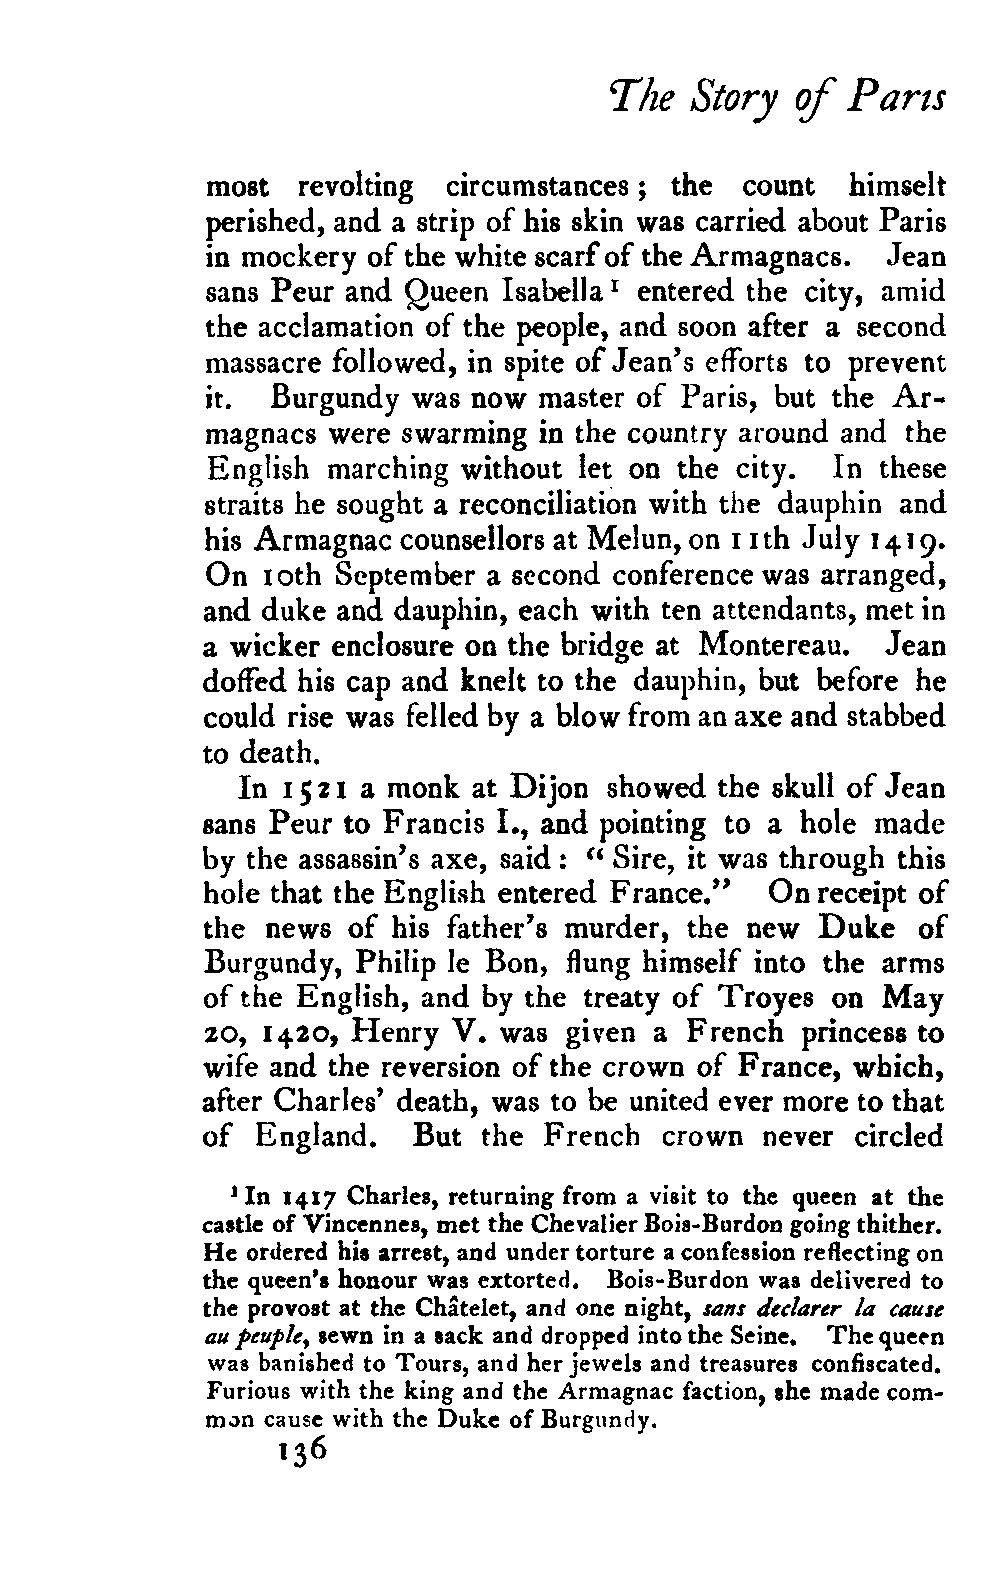 The Story of Paris
most revolting circumstances; the count himself
perished, and a strip of his skin was carried about Paris
in mockery of the white scarf of the Armagnacs. Jean
sans Peur and Queen Isabella¹ entered the city, amid
the acclamation of the people, and soon after a second
massacre followed, in spite of Jean's efforts to prevent
it. Burgundy was now master of Paris, but the Ar-
magnacs were swarming in the country around and the
English marching without let on the city. In these
straits he sought a reconciliation with the dauphin and
his Armagnac counsellors at Melun, on 11th July 1419.
On 10th September a second conference was arranged,
and duke and dauphin, each with ten attendants, met in
a wicker enclosure on the bridge at Montereau. Jean
doffed his cap and knelt to the dauphin, but before he
could rise was felled by a blow from an axe and stabbed
to death.
In 1521 a monk at Dijon showed the skull of Jean
sans Peur to Francis I., and pointing to a hole made
by the assassin's axe, said: "Sire, it was through this
hole that the English entered France." On receipt of
the news of his father's murder, the new Duke of
Burgundy, Philip le Bon, flung himself into the arms
of the English, and by the treaty of Troyes on May
20, 1420, Henry V. was given a French princess to
wife and the reversion of the crown of France, which,
after Charles' death, was to be united ever more to that
of England. But the French crown never circled
¹ In 1417 Charles, returning from a visit to the queen at the
castle of Vincennes, met the Chevalier Bois-Burdon going thither.
He ordered his arrest, and under torture a confession reflecting on
the queen's honour was extorted. Bois-Burdon was delivered to
the provost at the Châtelet, and one night, sans declarer la cause
au peuple, sewn in a sack and dropped into the Seine. The queen
was banished to Tours, and her jewels and treasures confiscated.
Furious with the king and the Armagnac faction, she made com-
mon cause with the Duke of Burgundy.
136